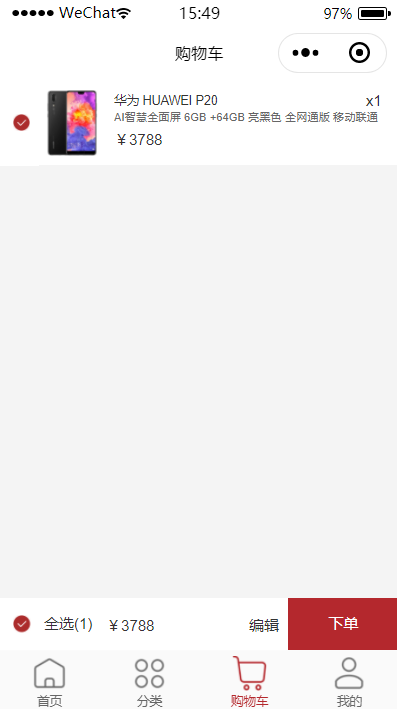 WeChat 15:49 97%
购物车
华为 HUAWEI P20 x1
AI智慧全面屏 6GB +64GB 亮黑色 全网通版 移动联通
￥3788
全选(1) ￥3788 编辑 下单
首页 分类 购物车 我的